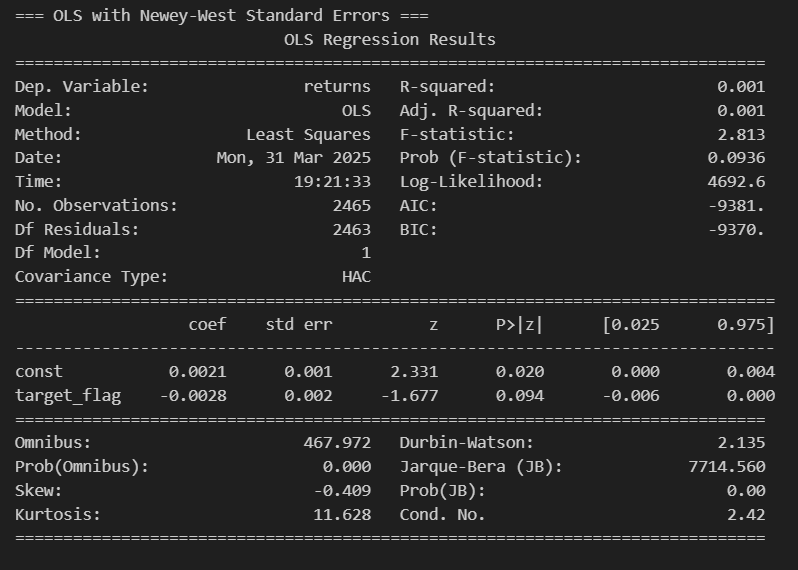 === OLS with Newey-West Standard Errors ===
                            OLS Regression Results
==============================================================================
Dep. Variable:                returns   R-squared:                       0.001
Model:                            OLS   Adj. R-squared:                  0.001
Method:                 Least Squares   F-statistic:                     2.813
Date:                Mon, 31 Mar 2025   Prob (F-statistic):             0.0936
Time:                        19:21:33   Log-Likelihood:                 4692.6
No. Observations:                2465   AIC:                            -9381.
Df Residuals:                    2463   BIC:                            -9370.
Df Model:                           1
Covariance Type:                  HAC
===============================================================================
                  coef    std err          z      P>|z|      [0.025      0.975]
-------------------------------------------------------------------------------
const           0.0021      0.001      2.331      0.020       0.000       0.004
target_flag    -0.0028      0.002     -1.677      0.094      -0.006       0.000
==============================================================================
Omnibus:                      467.972   Durbin-Watson:                   2.135
Prob(Omnibus):                  0.000   Jarque-Bera (JB):             7714.560
Skew:                          -0.409   Prob(JB):                         0.00
Kurtosis:                      11.628   Cond. No.                         2.42
==============================================================================